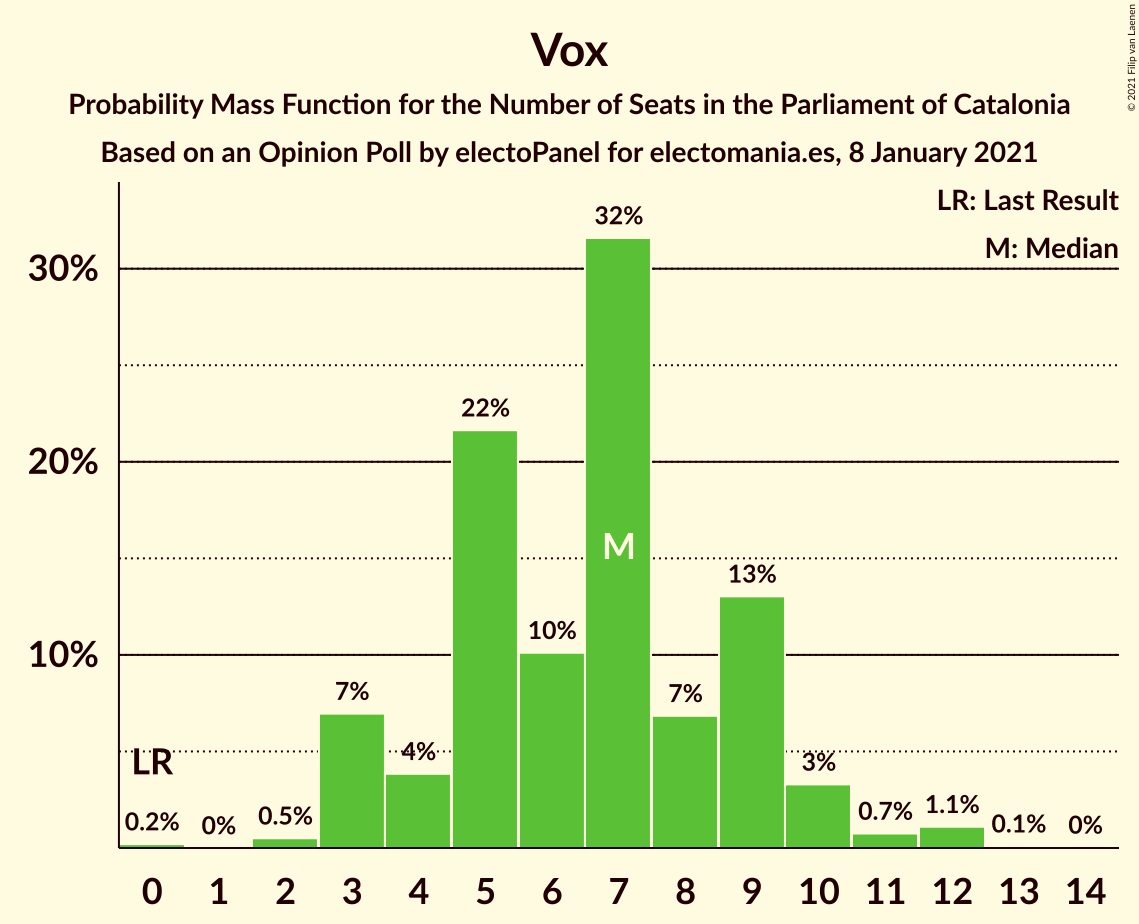 Vox
Probability Mass Function for the Number of Seats in the Parliament of Catalonia
Based on an Opinion Poll by electoPanel for electomania.es, 8 January 2021
© 2021 Filip van Laenen
LR: Last Result
M: Median
30%
20%
10%
LR
0.2%
0%
0.5%
7%
4%
22%
10%
32%
M
7%
13%
3%
0.7%
1.1%
0.1%
0%
0 1 2 3 4 5 6 7 8 9 10 11 12 13 14